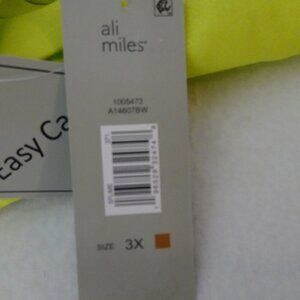 ali
miles
1005473
A14607BW
Easy Ca
SIZE: 3X